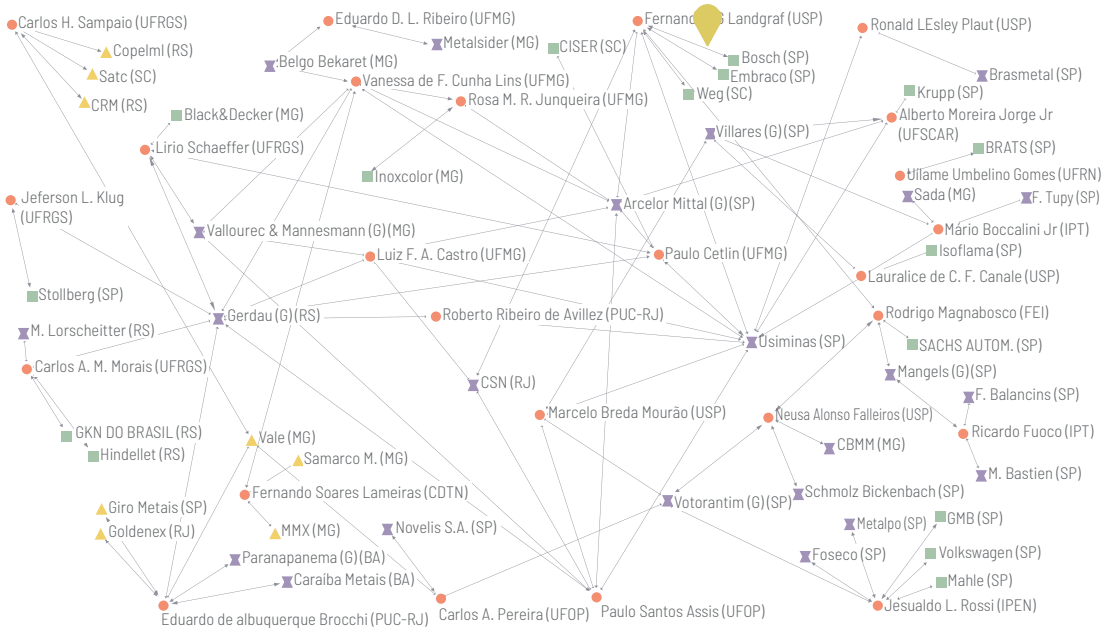 Carlos H. Sampaio (UFRGS)
Copelml (RS)
Satc (SC)
CRM (RS)
Eduardo D. L. Ribeiro (UFMG)
Metalsider (MG)
Belgo Bekaret (MG)
Vanessa de F. Cunha Lins (UFMG)
Rosa M. R. Junqueira (UFMG)
CISER (SC)
Landgraf (USP)
Bosch (SP)
Embraco (SP)
Weg (SC)
Ronald LEsley Plaut (USP)
Brasmetal (SP)
Krupp (SP)
Alberto Moreira Jorge Jr
(UFSCAR)
Black&Decker (MG)
Lirio Schaeffer (UFRGS)
Villares (G)(SP)
BRATS (SP)
Inoxcolor (MG)
Uilame Umbelino Gomes (UFRN)
Jeferson L. Klug
(UFRGS)
Arcelor Mittal (G)(SP)
Sada (MG)
F. Tupy (SP)
Vallourec & Mannesmann (G)(MG)
Mário Boccalini Jr (IPT)
Luiz F. A. Castro (UFMG)
Paulo Cetlin (UFMG)
Isoflama (SP)
Lauralice de C. F. Canale (USP)
Stollberg (SP)
Gerdau (G)(RS)
Roberto Ribeiro de Avillez (PUC-RJ)
Rodrigo Magnabosco (FEI)
M. Lorscheitter (RS)
Usiminas (SP)
SACHS AUTOM. (SP)
Carlos A. M. Morais (UFRGS)
Mangels (G)(SP)
CSN (RJ)
F. Balancins (SP)
Marcelo Breda Mourão (USP)
Neusa Alonso Falleiros (USP)
GKN DO BRASIL (RS)
Vale (MG)
Ricardo Fuoco (IPT)
Hindellet (RS)
CBMM (MG)
Samarco M. (MG)
M. Bastien (SP)
Fernando Soares Lameiras (CDTN)
Schmolz Bickenbach (SP)
Votorantim (G)(SP)
Giro Metais (SP)
Goldenex (RJ)
MMX (MG)
Novelis S.A. (SP)
Metalpo (SP)
GMB (SP)
Paranapanema (G)(BA)
Foseco (SP)
Volkswagen (SP)
Caraiba Metais (BA)
Mahle (SP)
Eduardo de albuquerque Brocchi (PUC-RJ)
Carlos A. Pereira (UFOP)
Paulo Santos Assis (UFOP)
Jesualdo L. Rossi (IPEN)